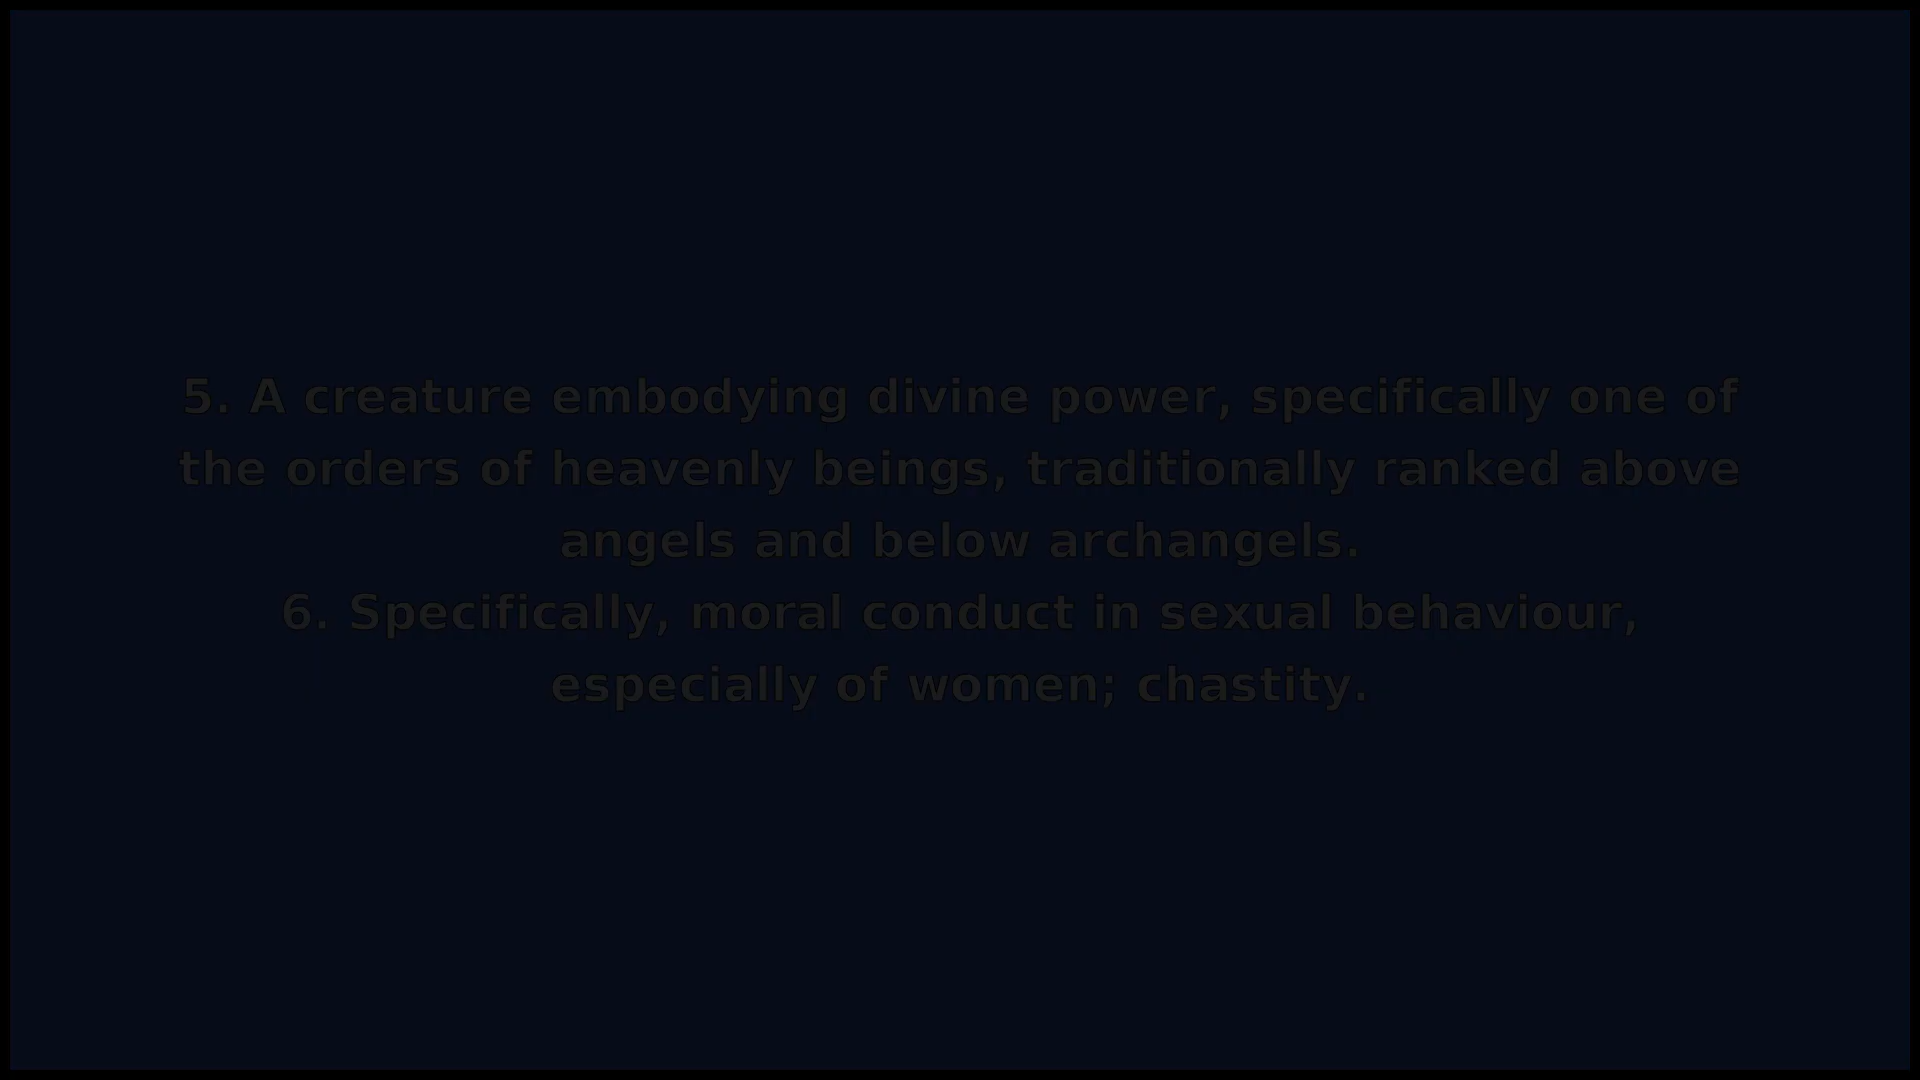 5. A creature embodying divine power, specifically one of
the orders of heavenly beings, traditionally ranked above
angels and below archangels.
6. Specifically, moral conduct in sexual behaviour,
especially of women; chastity.